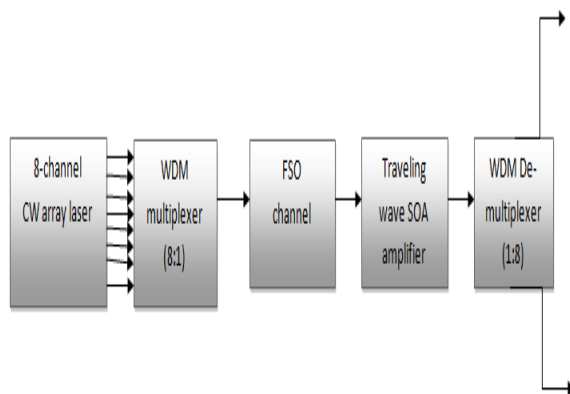 8-channel
CW array laser
WDM
multiplexer
(8:1)
FSO
channel
Traveling
wave SOA
amplifier
WDM De-
multiplexer
(1:8)